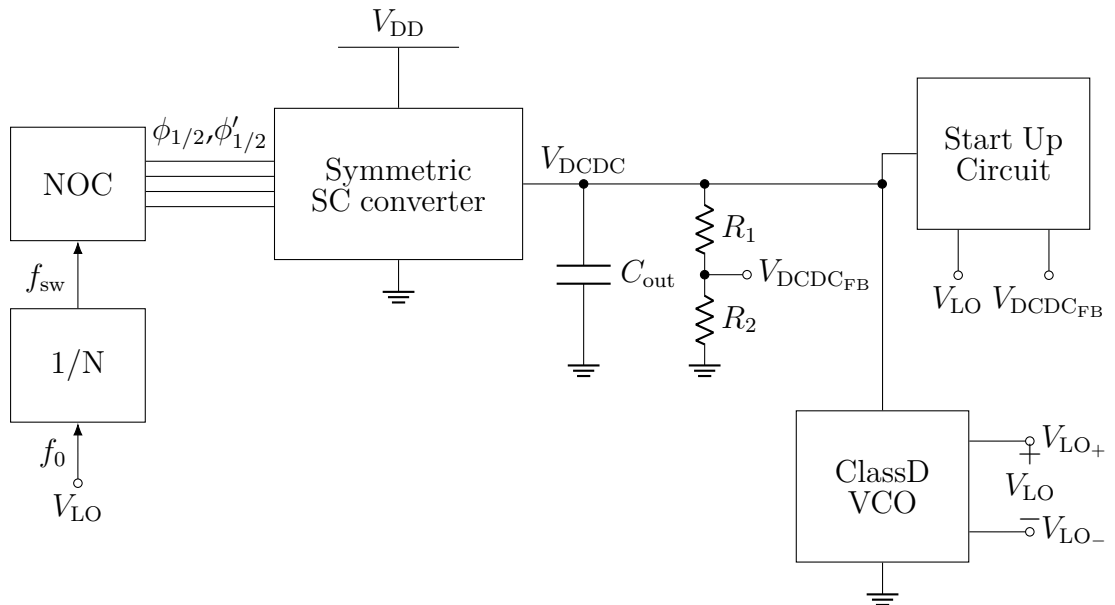 V_DD
ϕ_1/2,ϕ′_1/2
NOC
Symmetric
SC converter
V_DCDC
Start Up
Circuit
R_1
C_out
V_DCDC_FB
R_2
V_LO
V_DCDC_FB
f_sw
1/N
f_0
V_LO
ClassD
VCO
V_LO+
+
V_LO
−
V_LO−